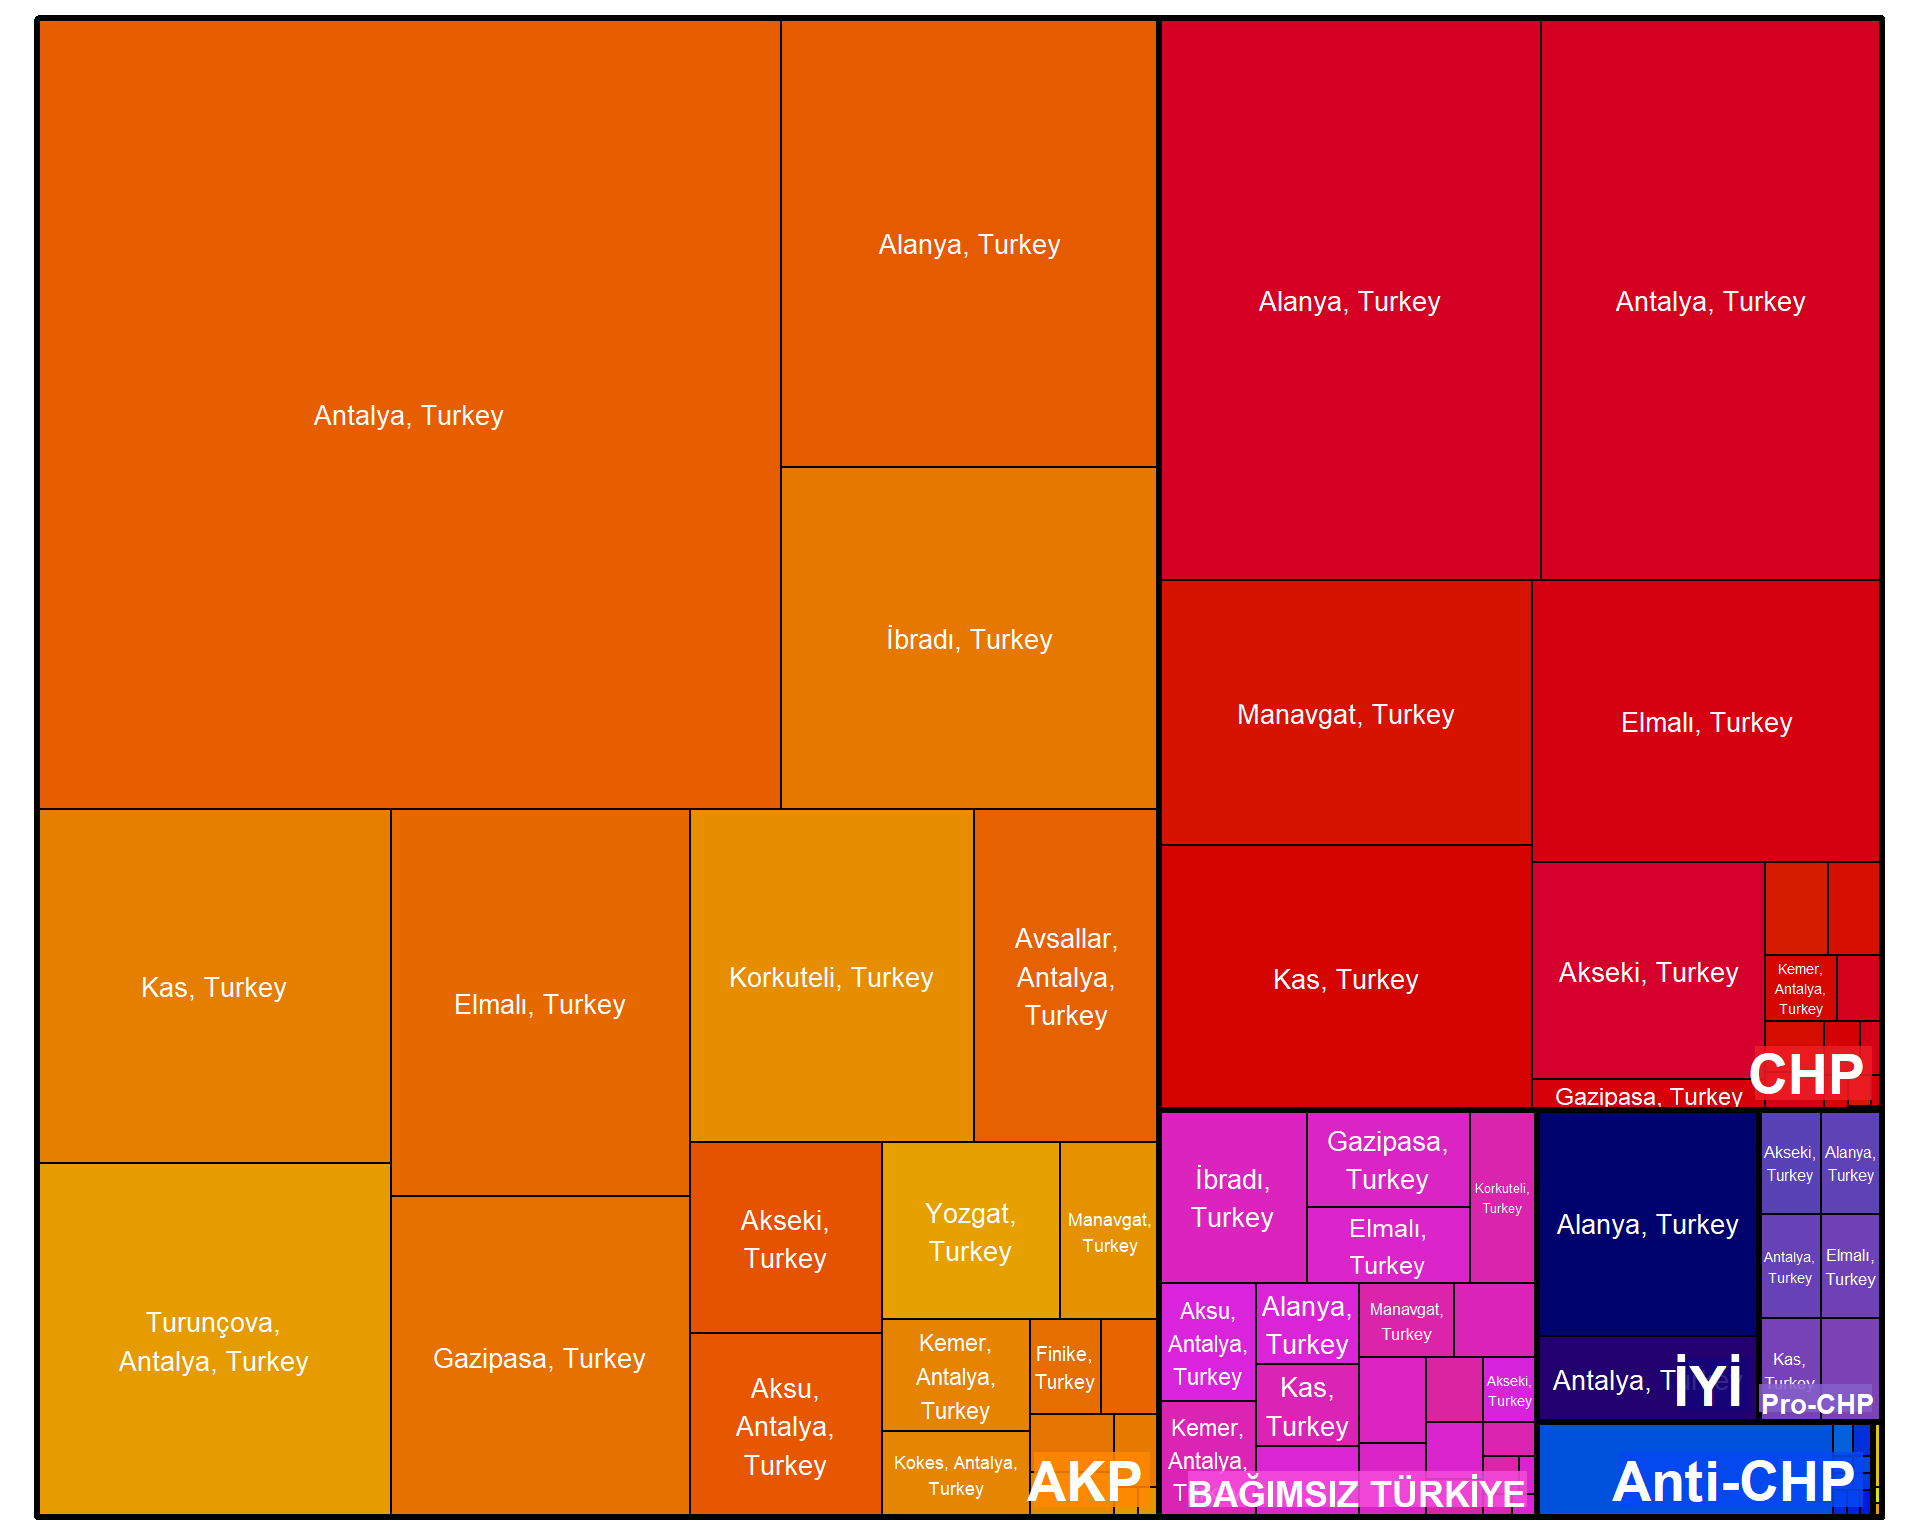 Antalya, Turkey
Alanya, Turkey
İbradı, Turkey
Kas, Turkey
Elmalı, Turkey
Korkuteli, Turkey
Avsallar,
Antalya,
Turkey
Turunçova,
Antalya, Turkey
Gazipasa, Turkey
Akseki,
Turkey
Aksu,
Antalya,
Turkey
Yozgat,
Turkey
Manavgat,
Turkey
Kemer,
Antalya,
Turkey
Finike,
Turkey
Kokes, Antalya,
Turkey
AKP
Alanya, Turkey
Antalya, Turkey
Manavgat, Turkey
Elmalı, Turkey
Kas, Turkey
Akseki, Turkey
Kemer,
Antalya,
Turkey
Gazipasa, Turkey
CHP
İbradı,
Turkey
Gazipasa,
Turkey
Elmalı,
Turkey
Korkuteli,
Turkey
Aksu,
Antalya,
Turkey
Alanya,
Turkey
Manavgat,
Turkey
Kas,
Turkey
Akseki,
Turkey
Kemer,
Antalya,
BAĞIMSIZ TÜRKİYE
Alanya, Turkey
Antalya,
İYİ
Akseki,
Turkey
Alanya,
Turkey
Antalya,
Turkey
Elmalı,
Turkey
Kas,
Turkey
Pro-CHP
Anti-CHP